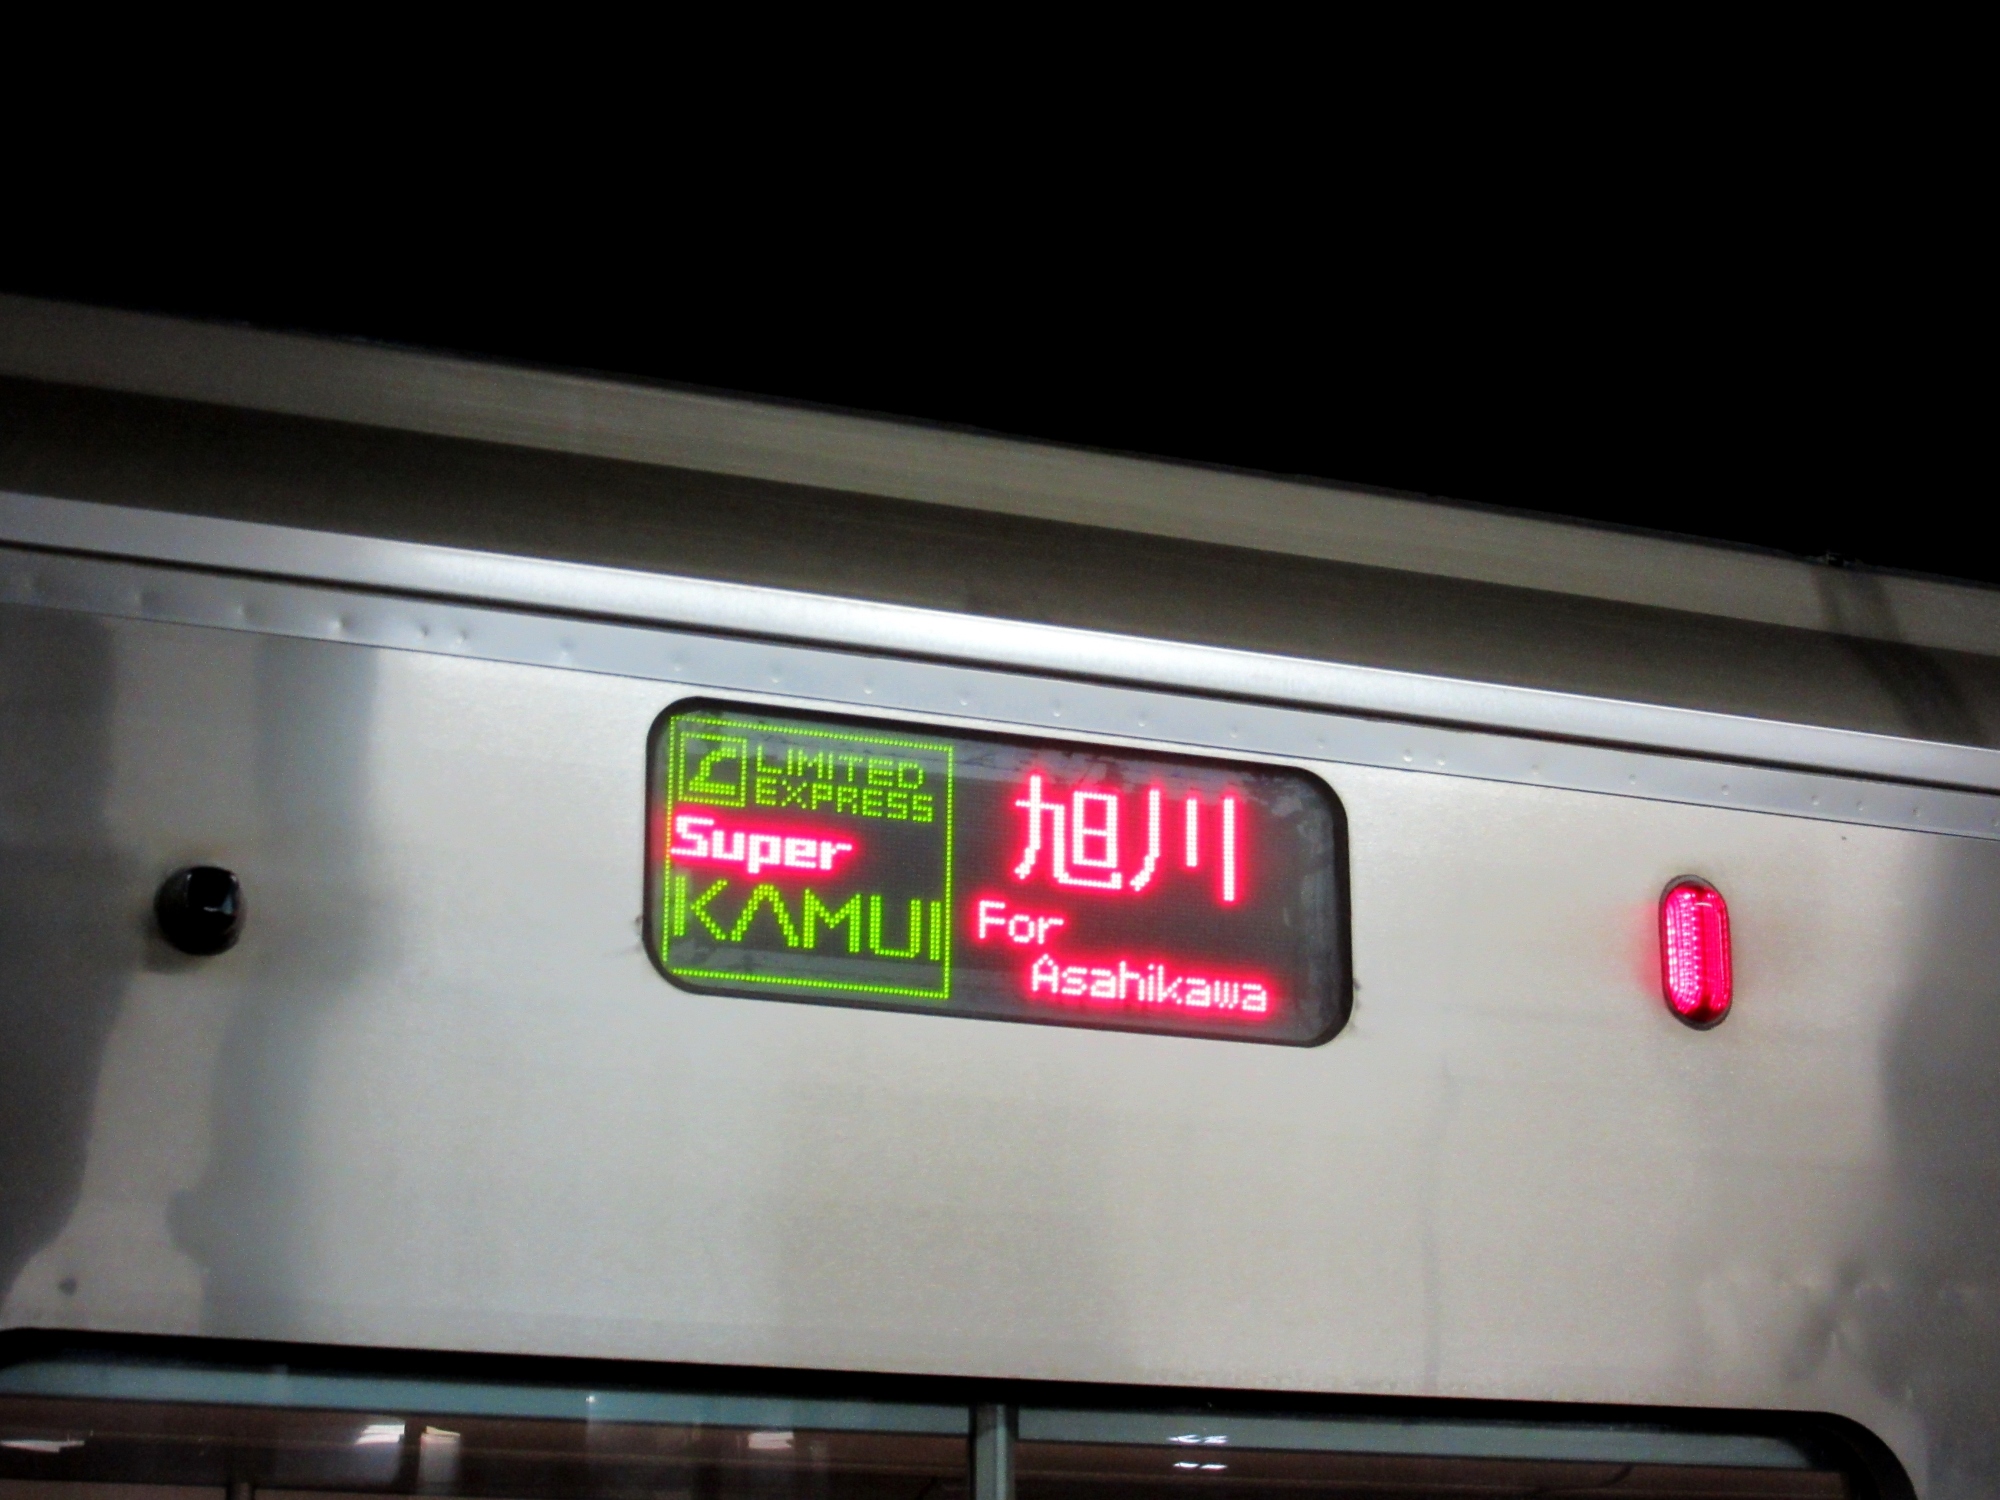 LIMITED
EXPRESS
Super
KAMUI
旭川
For
Asahikawa